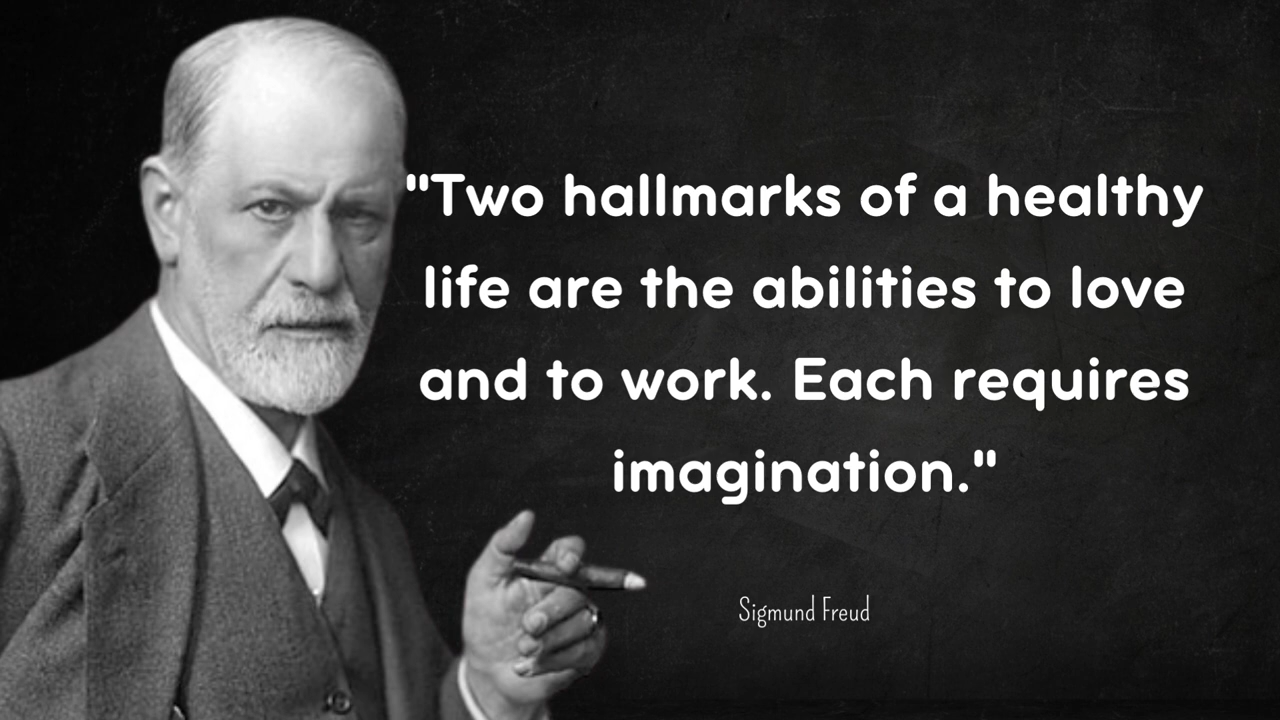 "Two hallmarks of a healthy
life are the abilities to love
and to work. Each requires
imagination."
Sigmund Freud